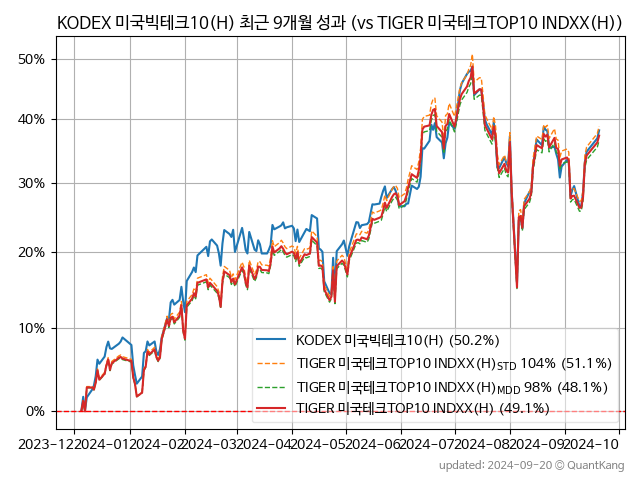 KODEX 미국빅테크10(H) 최근 9개월 성과 (vs TIGER 미국테크TOP10 INDXX(H))
50%
40%
30%
20%
10%
0%
KODEX 미국빅테크10(H) (50.2%)
TIGER 미국테크TOP10 INDXX(H)STD 104% (51.1%)
TIGER 미국테크TOP10 INDXX(H)MDD 98% (48.1%)
TIGER 미국테크TOP10 INDXX(H) (49.1%)
2023-12 2024-01 2024-02 2024-03 2024-04 2024-05 2024-06 2024-07 2024-08 2024-09 2024-10
updated: 2024-09-20 © QuantKang